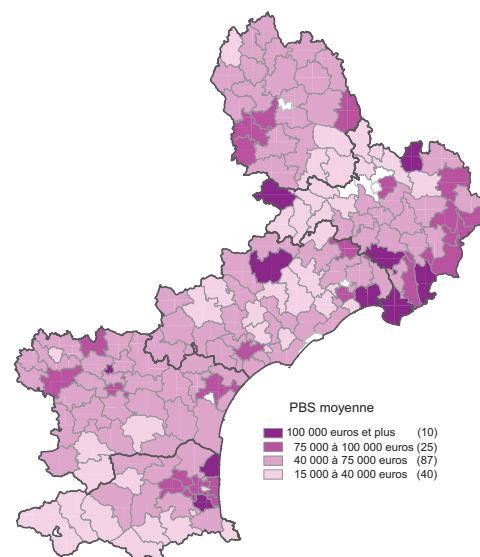 PBS moyenne
100 000 euros et plus (10)
75 000 à 100 000 euros (25)
40 000 à 75 000 euros (87)
15 000 à 40 000 euros (40)